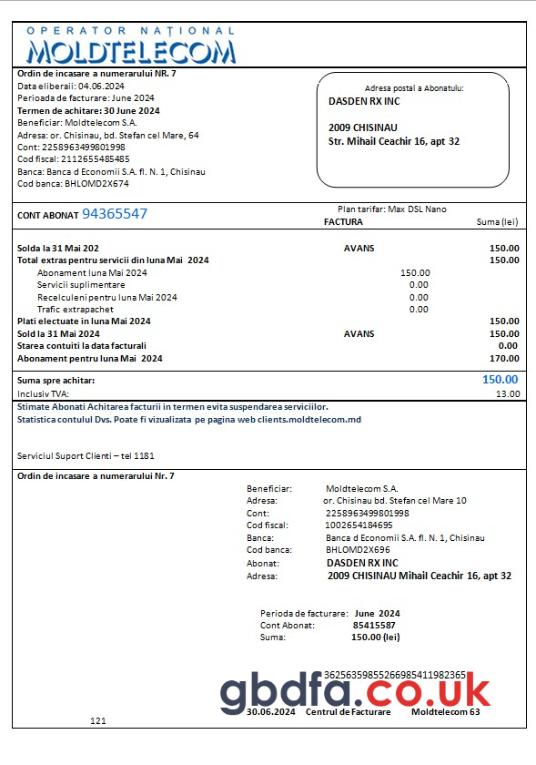 OPERATOR NAȚIONAL
MOLDTELECOM
Ordin de incasare a numerarului NR. 7
Data eliberaii: 04.06.2024
Perioada de facturare: June 2024
Termen de achitare: 30 June 2024
Beneficiar: Moldtelecom S.A.
Adresa: or. Chisinau, bd. Stefan cel Mare, 64
Cont: 2258963499801998
Cod fiscal: 2112655485485
Banca: Banca d Economii S.A. fl. N. 1, Chisinau
Cod banca: BHLOMD2X674
Adresa postal a Abonatulu:
DASDEN RX INC
2009 CHISINAU
Str. Mihail Ceachir 16, apt 32
CONT ABONAT 94365547
Plan tarifar: Max DSL Nano
FACTURA Suma (lei)
Solda la 31 Mai 202 AVANS 150.00
Total extras pentru servicii din luna Mai 2024 150.00
Abonament luna Mai 2024 150.00
Servicii suplimentare 0.00
Recelculeni pentru luna Mai 2024 0.00
Trafic extrapachet 0.00
Plati electuate in luna Mai 2024 150.00
Sold la 31 Mai 2024 AVANS 150.00
Starea contuiti la data facturali 0.00
Abonament pentru luna Mai 2024 170.00
Suma spre achitar: 150.00
Inclusiv TVA: 13.00
Stimate Abonati Achitarea facturii in termen evita suspendarea serviciilor.
Statistica contului Dvs. Poate fi vizualizata pe pagina web clients.moldtelecom.md
Serviciul Suport Clienti – tel 1181
Ordin de incasare a numerarului Nr. 7
Beneficiar: Moldtelecom S.A.
Adresa: or. Chisinau bd. Stefan cel Mare 10
Cont: 2258963499801998
Cod fiscal: 1002654184695
Banca: Banca d Economii S.A. fl. N. 1, Chisinau
Cod banca: BHLOMD2X696
Abonat: DASDEN RX INC
Adresa: 2009 CHISINAU Mihail Ceachir 16, apt 32
Perioda de facturare: June 2024
Cont Abonat: 85415587
Suma: 150.00 (lei)
36256359855266985411982365
gbdfa.co.uk
30.06.2024 Centrul de Facturare Moldtelecom 63
121